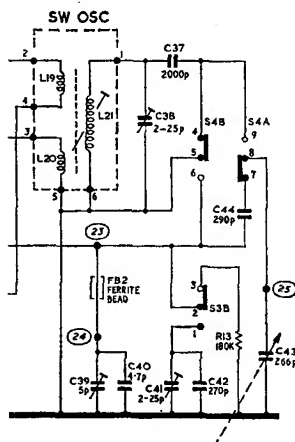 SW OSC
C37
2000p
2
L19
4
3
L20
L21
C38
2-25p
S4B
S4A
4
5
6
9
8
7
5
6
C44
290p
23
FB2
FERRITE
BEAD
24
3
2
1
S3B
R13
180K
25
C43
266p
C39
5p
C40
4·7p
C41
2-25p
C42
270p